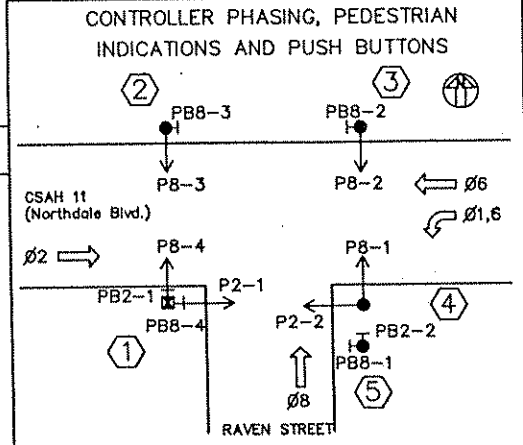 CONTROLLER PHASING, PEDESTRIAN
INDICATIONS AND PUSH BUTTONS
2
3
N
PB8-3
PB8-2
P8-3
P8-2
Ø6
CSAH 11
(Northdale Blvd.)
Ø1,6
Ø2
P8-4
P8-1
PB2-1
P2-1
P2-2
4
PB8-4
PB2-2
1
PB8-1
5
Ø8
RAVEN STREET